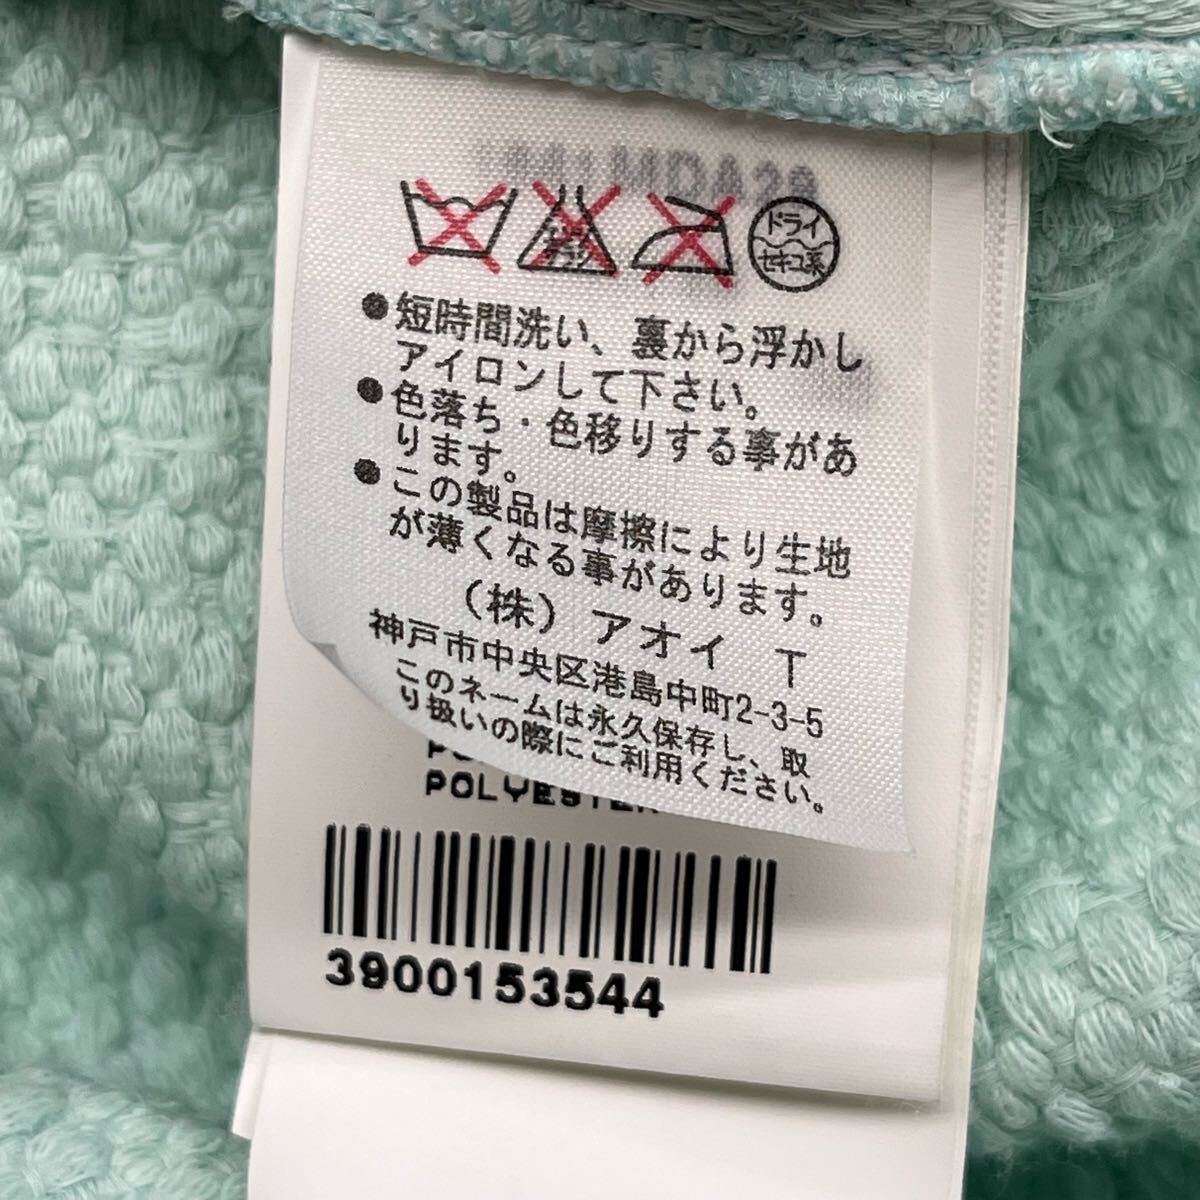 ドライ
セキユ系
●短時間洗い、裏から浮かし
アイロンして下さい。
●色落ち・色移りする事があ
ります。
●この製品は摩擦により生地
が薄くなる事があります。
(株) アオイ T
神戸市中央区港島中町2-3-5
このネームは永久保存し、取
り扱いの際にご利用ください。
POLYESTER
3900153544